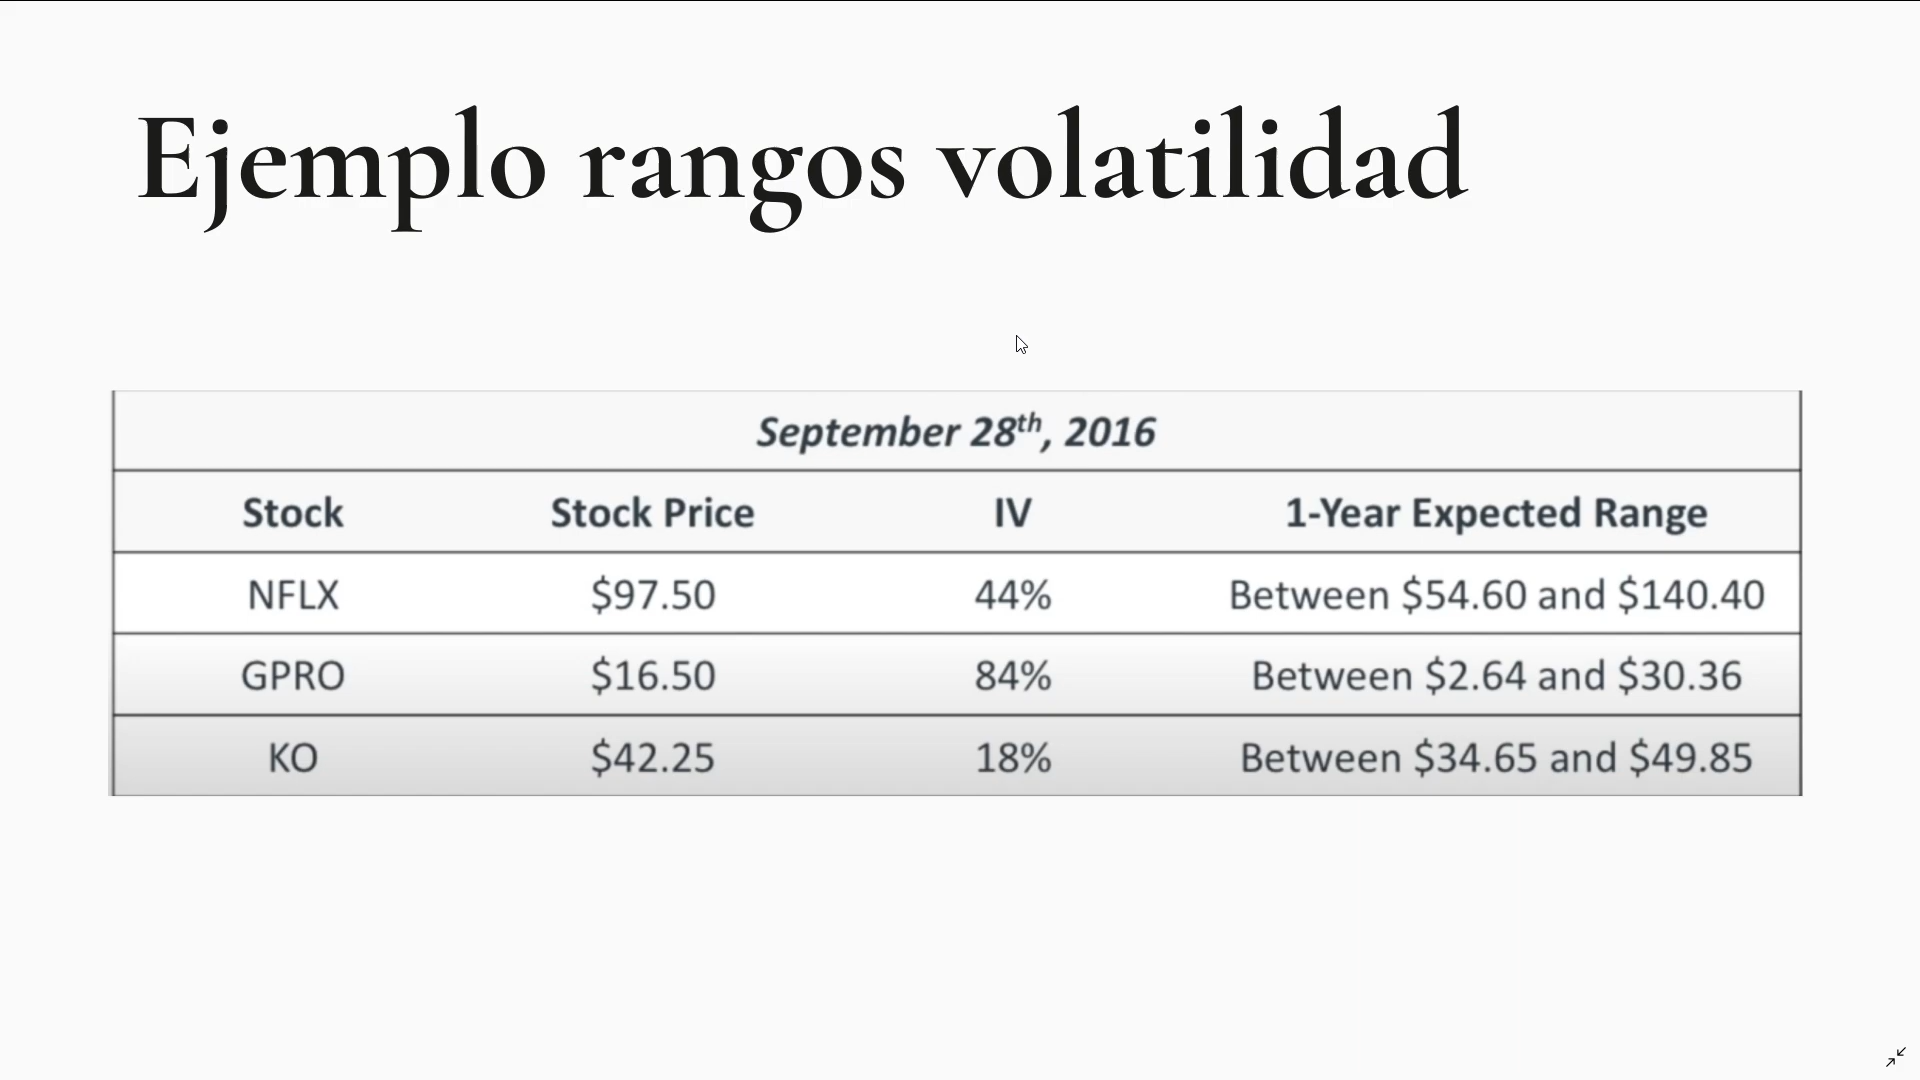 Ejemplo rangos volatilidad
September 28th, 2016
Stock Stock Price IV 1-Year Expected Range
NFLX $97.50 44% Between $54.60 and $140.40
GPRO $16.50 84% Between $2.64 and $30.36
KO $42.25 18% Between $34.65 and $49.85